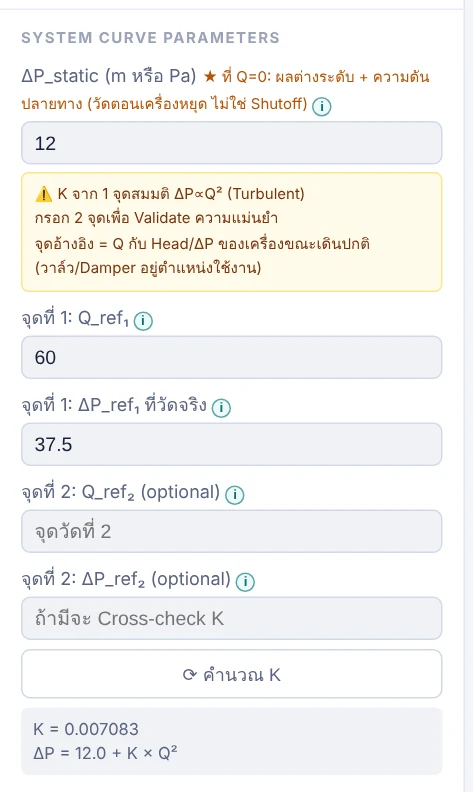 SYSTEM CURVE PARAMETERS
ΔP_static (m หรือ Pa) ★ ที่ Q=0: ผลต่างระดับ + ความดัน
ปลายทาง (วัดตอนเครื่องหยุด ไม่ใช่ Shutoff) i
12
⚠️ K จาก 1 จุดสมมติ ΔP∝Q² (Turbulent)
กรอก 2 จุดเพื่อ Validate ความแม่นยำ
จุดอ้างอิง = Q กับ Head/ΔP ของเครื่องขณะเดินปกติ
(วาล์ว/Damper อยู่ตำแหน่งใช้งาน)
จุดที่ 1: Q_ref₁ i
60
จุดที่ 1: ΔP_ref₁ ที่วัดจริง i
37.5
จุดที่ 2: Q_ref₂ (optional) i
จุดวัดที่ 2
จุดที่ 2: ΔP_ref₂ (optional) i
ถ้ามีจะ Cross-check K
⟳ คำนวณ K
K = 0.007083
ΔP = 12.0 + K × Q²